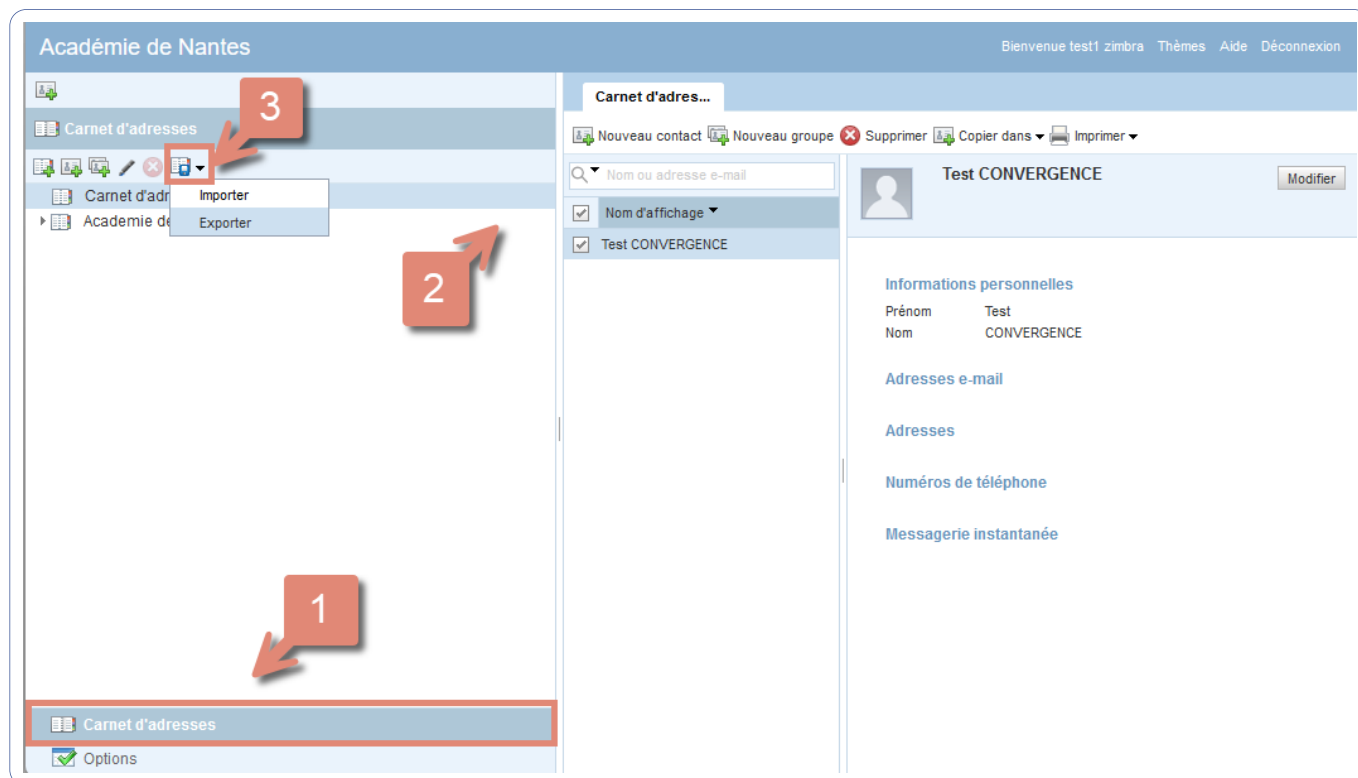 Académie de Nantes
Bienvenue test1 zimbra Thèmes Aide Déconnexion
3
Carnet d'adres...
Carnet d'adresses
Nouveau contact Nouveau groupe Supprimer Copier dans Imprimer
Carnet d'adr
Importer
Academie de
Exporter
2
Nom ou adresse e-mail
Nom d'affichage
Test CONVERGENCE
Test CONVERGENCE
Modifier
Informations personnelles
Prénom Test
Nom CONVERGENCE
Adresses e-mail
Adresses
Numéros de téléphone
Messagerie instantanée
1
Carnet d'adresses
Options